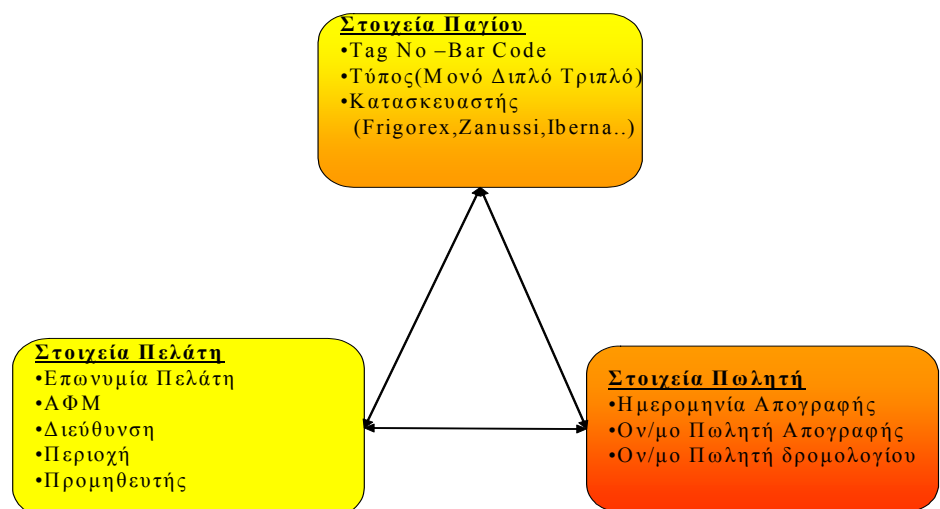 Στοιχεία Παγίου
•Tag No –Bar Code
•Τύπος(Μονό Διπλό Τριπλό)
•Κατασκευαστής
(Frigorex,Zanussi,Iberna..)
Στοιχεία Πελάτη
•Επωνυμία Πελάτη
•ΑΦΜ
•Διεύθυνση
•Περιοχή
•Προμηθευτής
Στοιχεία Πωλητή
•Ημερομηνία Απογραφής
•Ον/μο Πωλητή Απογραφής
•Ον/μο Πωλητή δρομολογίου